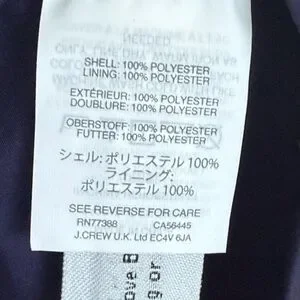 SHELL: 100% POLYESTER
LINING: 100% POLYESTER
EXTÉRIEUR: 100% POLYESTER
DOUBLURE: 100% POLYESTER
OBERSTOFF: 100% POLYESTER
FUTTER: 100% POLYESTER
シェル: ポリエステル 100%
ライニング:
ポリエステル 100%
SEE REVERSE FOR CARE
RN77388 CA56445
J.CREW U.K. Ltd EC4V 6JA
ove B
g or